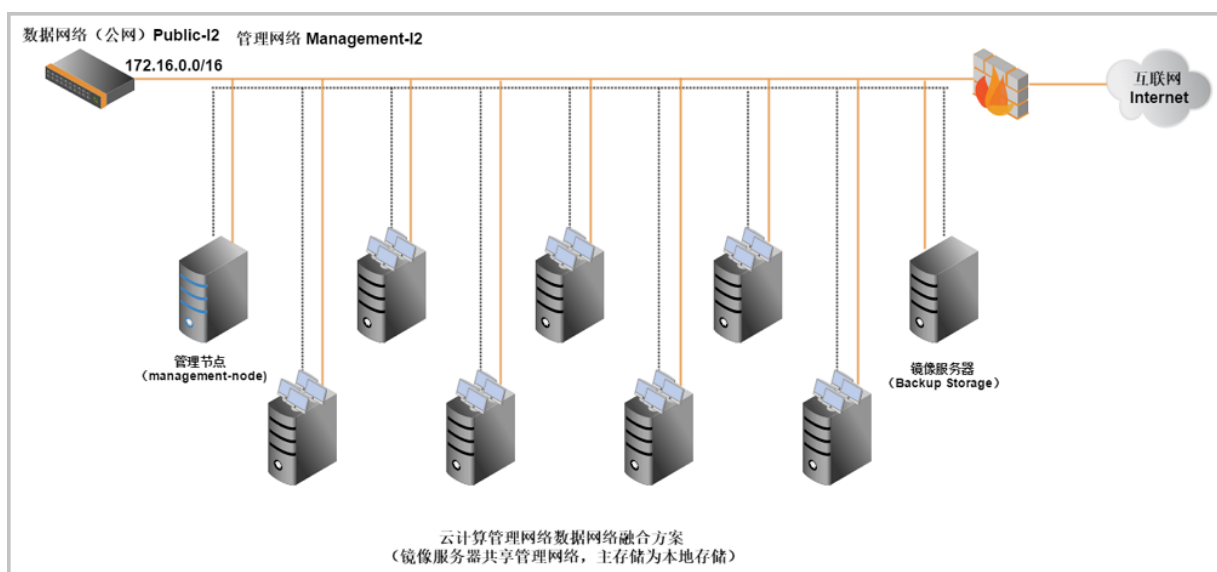 数据网络（公网）Public-l2 管理网络 Management-l2
172.16.0.0/16
互联网
Internet
管理节点
（management-node)
镜像服务器
（Backup Storage）
云计算管理网络数据网络融合方案
（镜像服务器共享管理网络，主存储为本地存储）